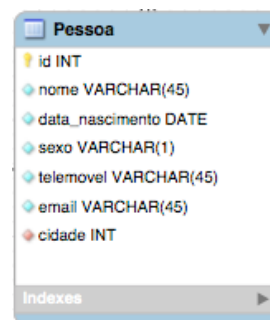 Pessoa
id INT
nome VARCHAR(45)
data_nascimento DATE
sexo VARCHAR(1)
telemovel VARCHAR(45)
email VARCHAR(45)
cidade INT
Indexes